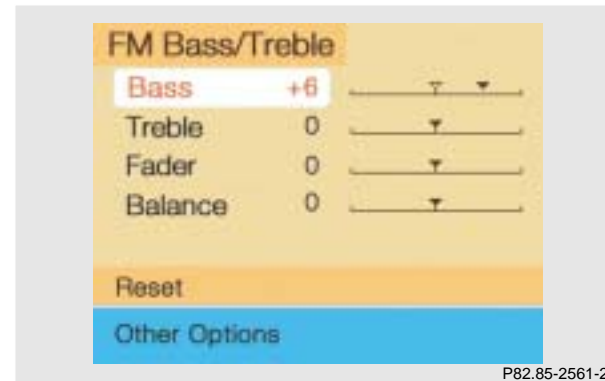 FM Bass/Treble
Bass +6
Treble 0
Fader 0
Balance 0
Reset
Other Options
P82.85-2561-2